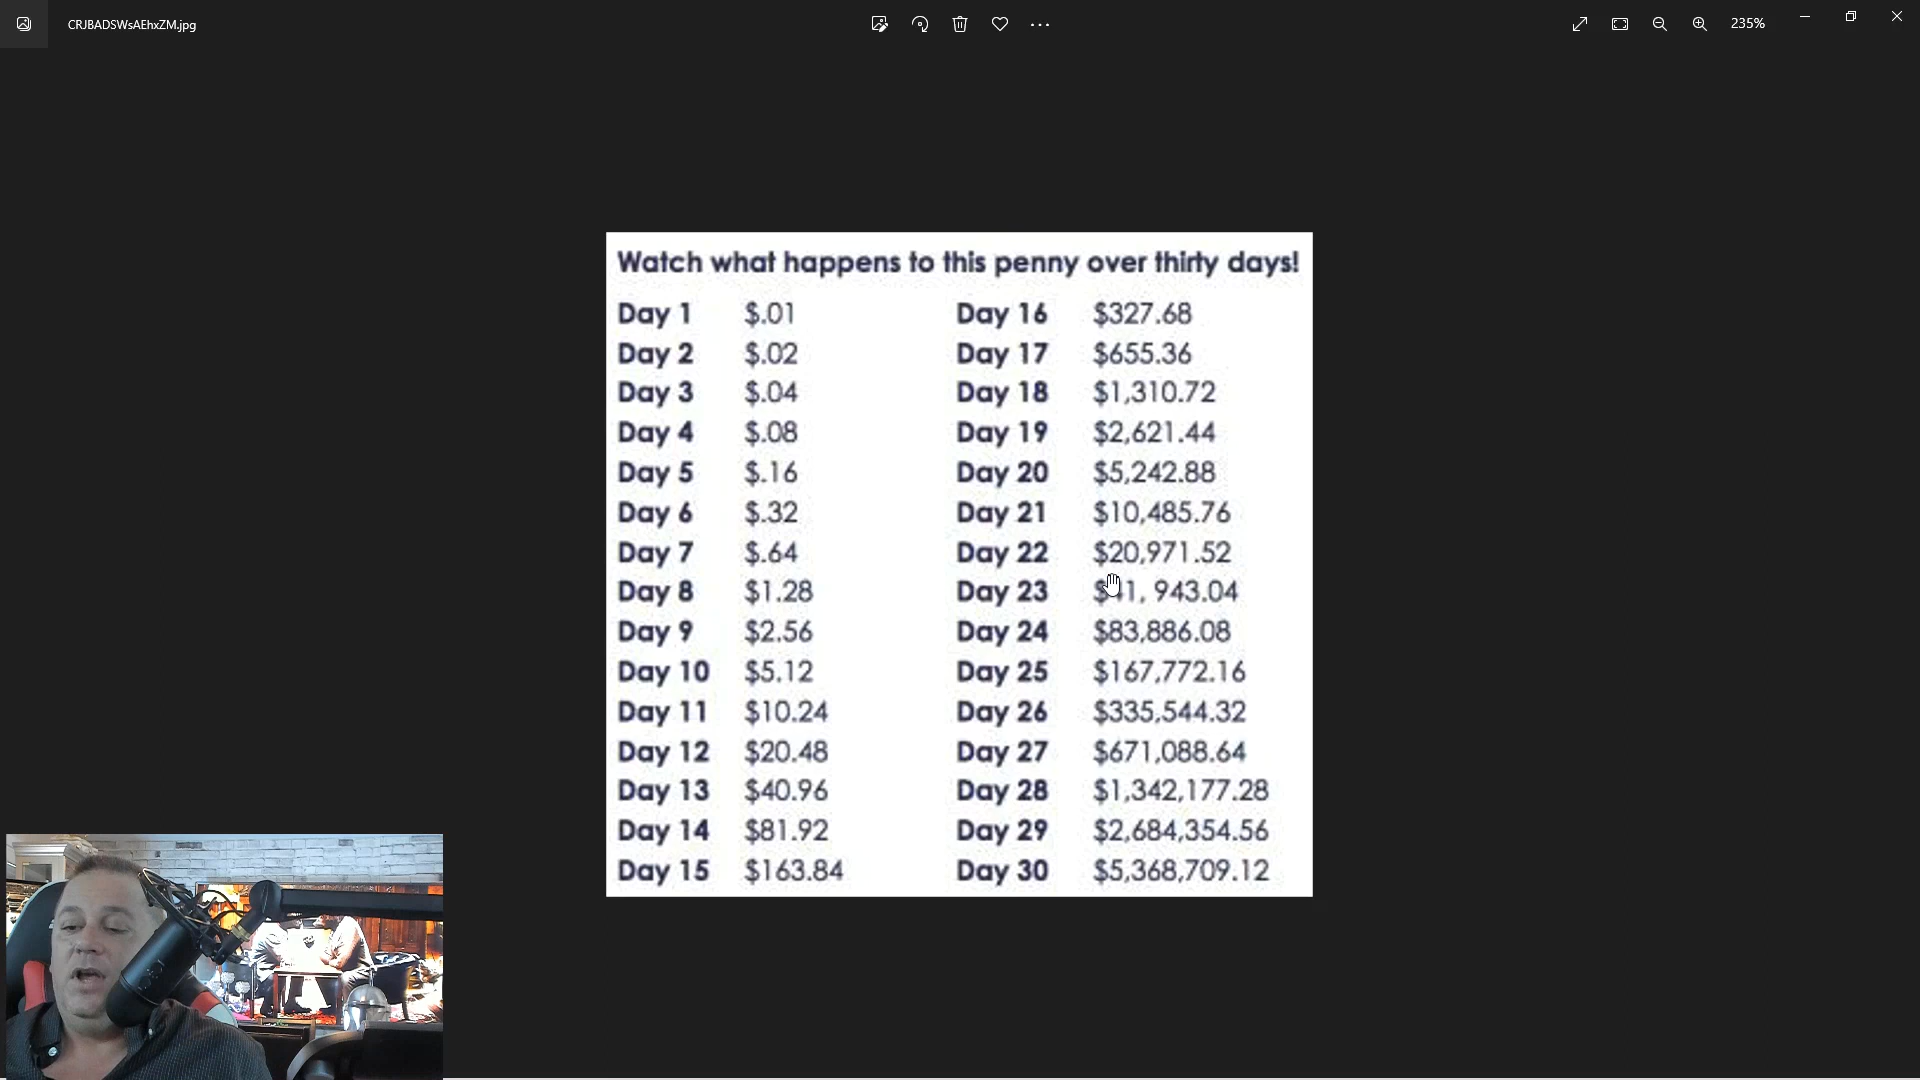 CRJBADSWsAEhxZM.jpg
235%
Watch what happens to this penny over thirty days!
Day 1 $.01
Day 2 $.02
Day 3 $.04
Day 4 $.08
Day 5 $.16
Day 6 $.32
Day 7 $.64
Day 8 $1.28
Day 9 $2.56
Day 10 $5.12
Day 11 $10.24
Day 12 $20.48
Day 13 $40.96
Day 14 $81.92
Day 15 $163.84
Day 16 $327.68
Day 17 $655.36
Day 18 $1,310.72
Day 19 $2,621.44
Day 20 $5,242.88
Day 21 $10,485.76
Day 22 $20,971.52
Day 23 $41, 943.04
Day 24 $83,886.08
Day 25 $167,772.16
Day 26 $335,544.32
Day 27 $671,088.64
Day 28 $1,342,177.28
Day 29 $2,684,354.56
Day 30 $5,368,709.12